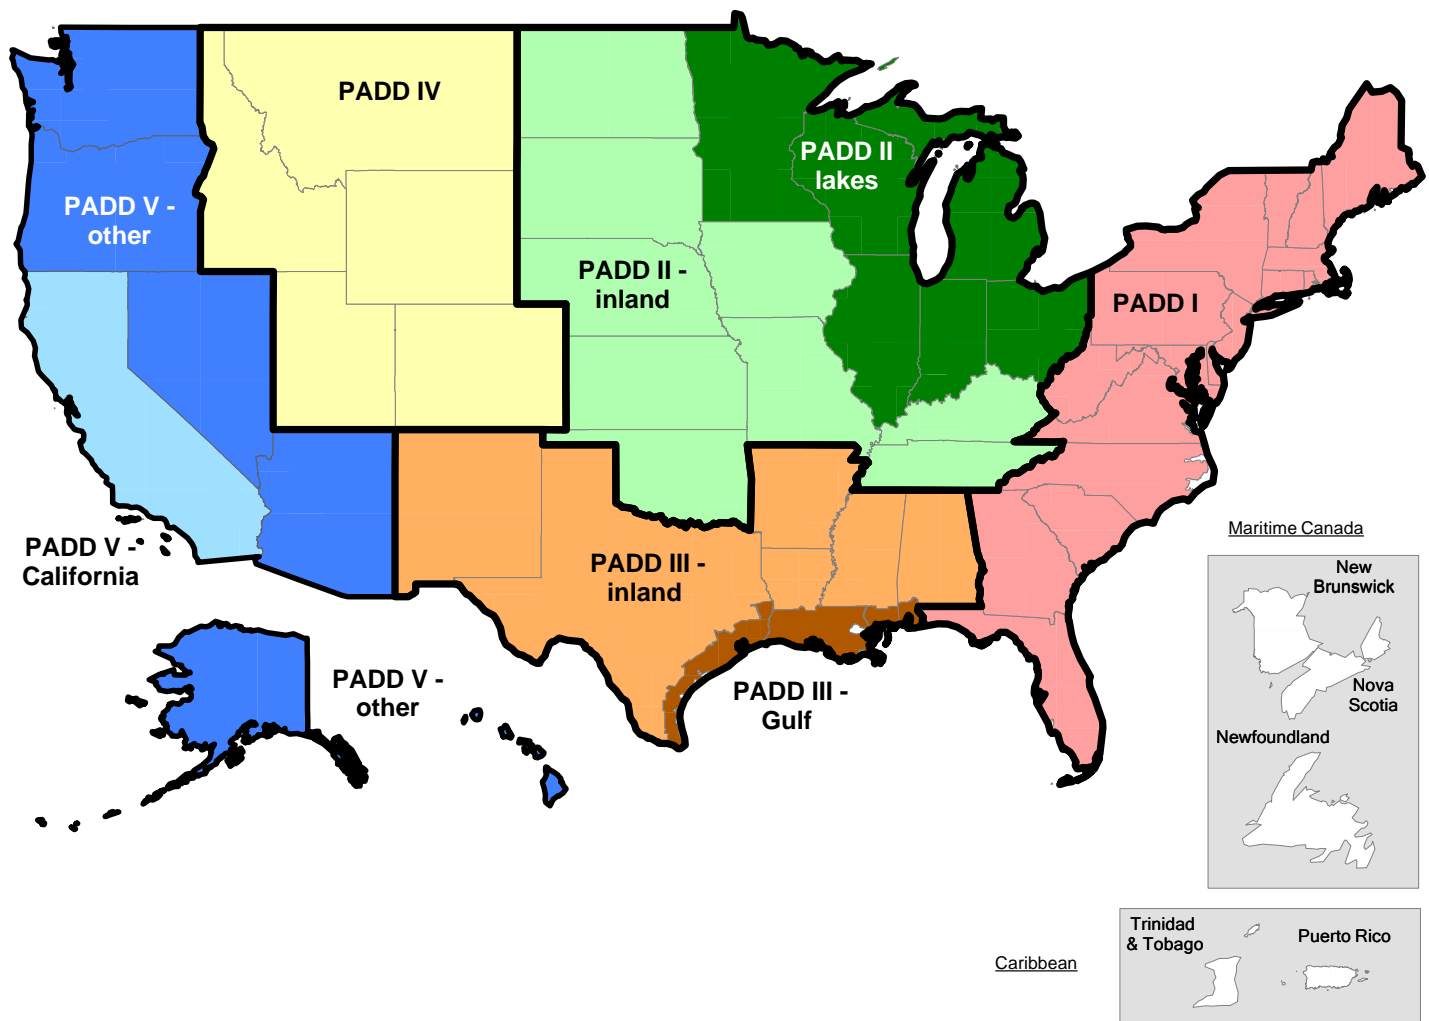 PADD IV
PADD II
lakes
PADD V -
other
PADD II -
inland
PADD I
PADD V -
California
PADD III -
inland
Maritime Canada
New
Brunswick
PADD V -
other
PADD III -
Gulf
Nova
Scotia
Newfoundland
Trinidad
& Tobago
Puerto Rico
Caribbean